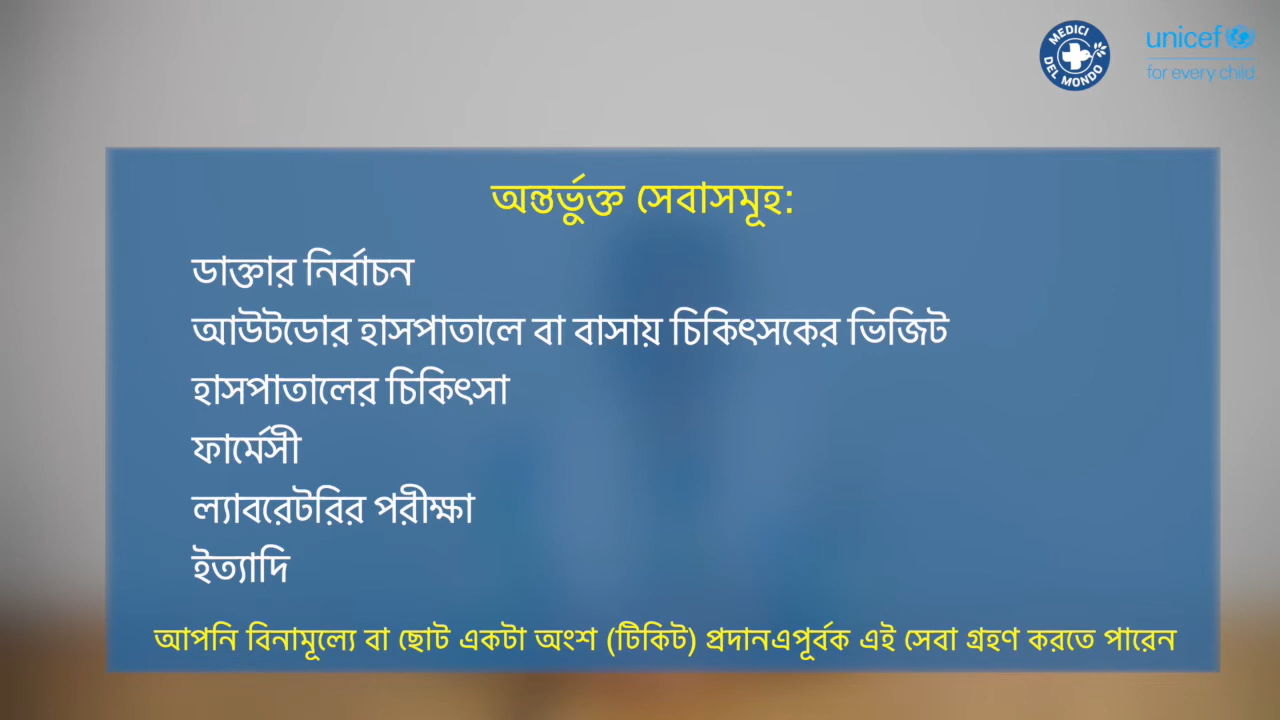 MEDICI
DEL MONDO
unicef
for every child
অন্তর্ভুক্ত সেবাসমূহ:
ডাক্তার নির্বাচন
আউটডোর হাসপাতালে বা বাসায় চিকিৎসকের ভিজিট
হাসপাতালের চিকিৎসা
ফার্মেসী
ল্যাবরেটরির পরীক্ষা
ইত্যাদি
আপনি বিনামূল্যে বা ছোট একটা অংশ (টিকিট) প্রদানএপূর্বক এই সেবা গ্রহণ করতে পারেন